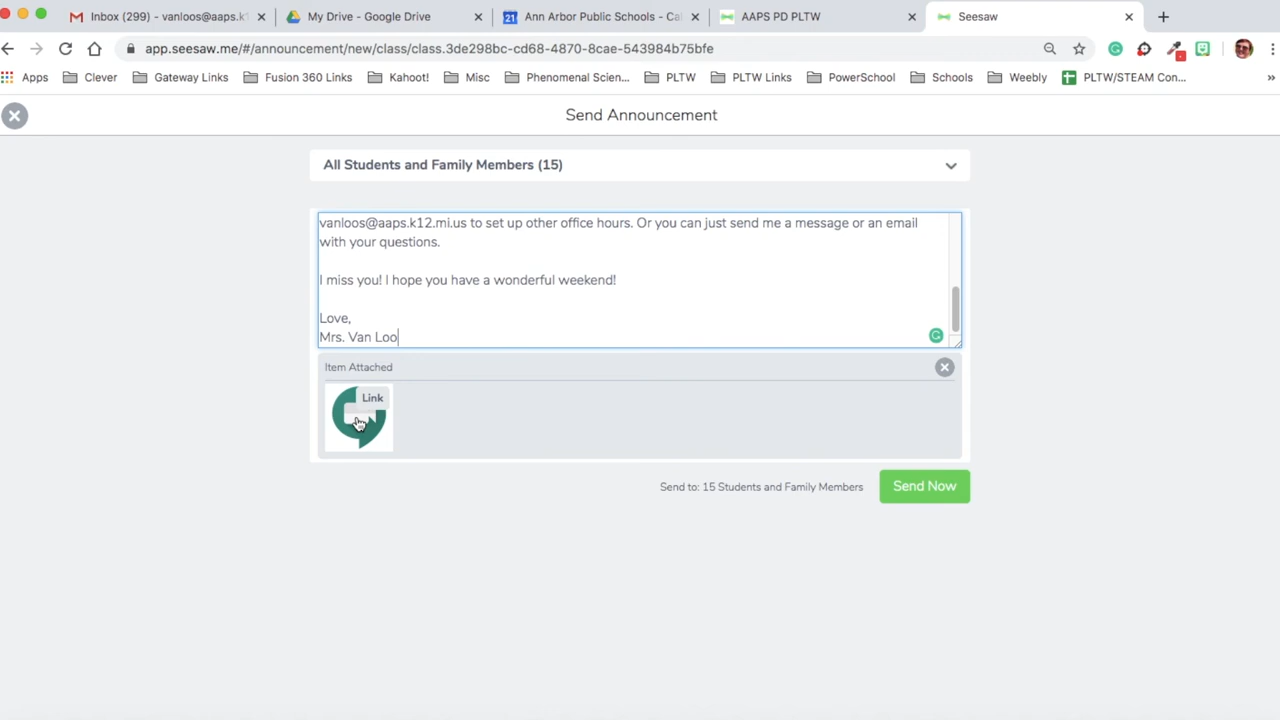 Inbox (299) - vanloos@aaps.k1
My Drive - Google Drive
21
Ann Arbor Public Schools - Cal
AAPS PD PLTW
Seesaw
app.seesaw.me/#/announcement/new/class/class.3de298bc-cd68-4870-8cae-543984b75bfe
Apps
Clever
Gateway Links
Fusion 360 Links
Kahoot!
Misc
Phenomenal Scien...
PLTW
PLTW Links
PowerSchool
Schools
Weebly
PLTW/STEAM Con...
»
Send Announcement
All Students and Family Members (15)
vanloos@aaps.k12.mi.us to set up other office hours. Or you can just send me a message or an email
with your questions.
I miss you! I hope you have a wonderful weekend!
Love,
Mrs. Van Loo
Item Attached
Link
Send to: 15 Students and Family Members
Send Now